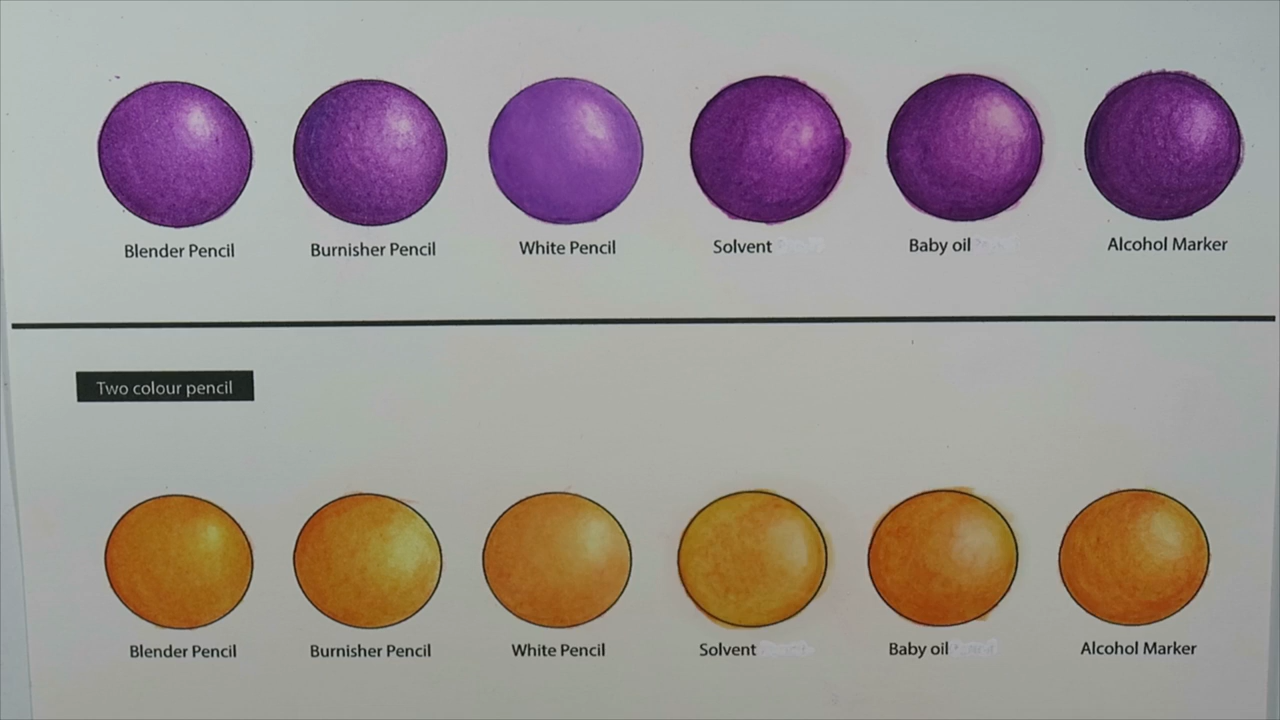 Blender Pencil
Burnisher Pencil
White Pencil
Solvent
Baby oil
Alcohol Marker
Two colour pencil
Blender Pencil
Burnisher Pencil
White Pencil
Solvent
Baby oil
Alcohol Marker